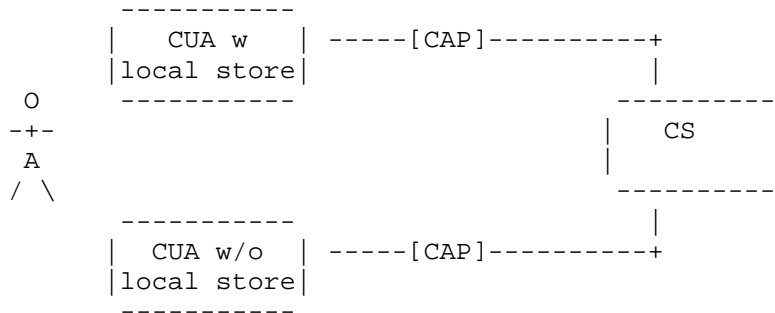 -----------
| CUA w | -----[CAP]----------+
|local store| |
O ----------- ----------
-+- | CS
A |
/ \ ----------
 ----------- |
| CUA w/o | -----[CAP]----------+
|local store|
 -----------